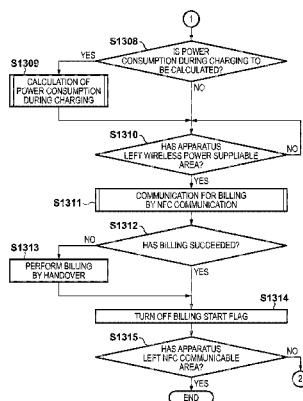 1
S1308
IS POWER
CONSUMPTION DURING CHARGING TO
BE CALCULATED?
YES
NO
S1309
CALCULATION OF
POWER CONSUMPTION
DURING CHARGING
S1310
HAS APPARATUS
LEFT WIRELESS POWER SUPPLIABLE
AREA?
NO
YES
S1311
COMMUNICATION FOR BILLING
BY NFC COMMUNICATION
S1312
HAS BILLING SUCCEEDED?
NO
YES
S1313
PERFORM BILLING
BY HANDOVER
S1314
TURN OFF BILLING START FLAG
S1315
HAS APPARATUS
LEFT NFC COMMUNICABLE
AREA?
NO
2
YES
END